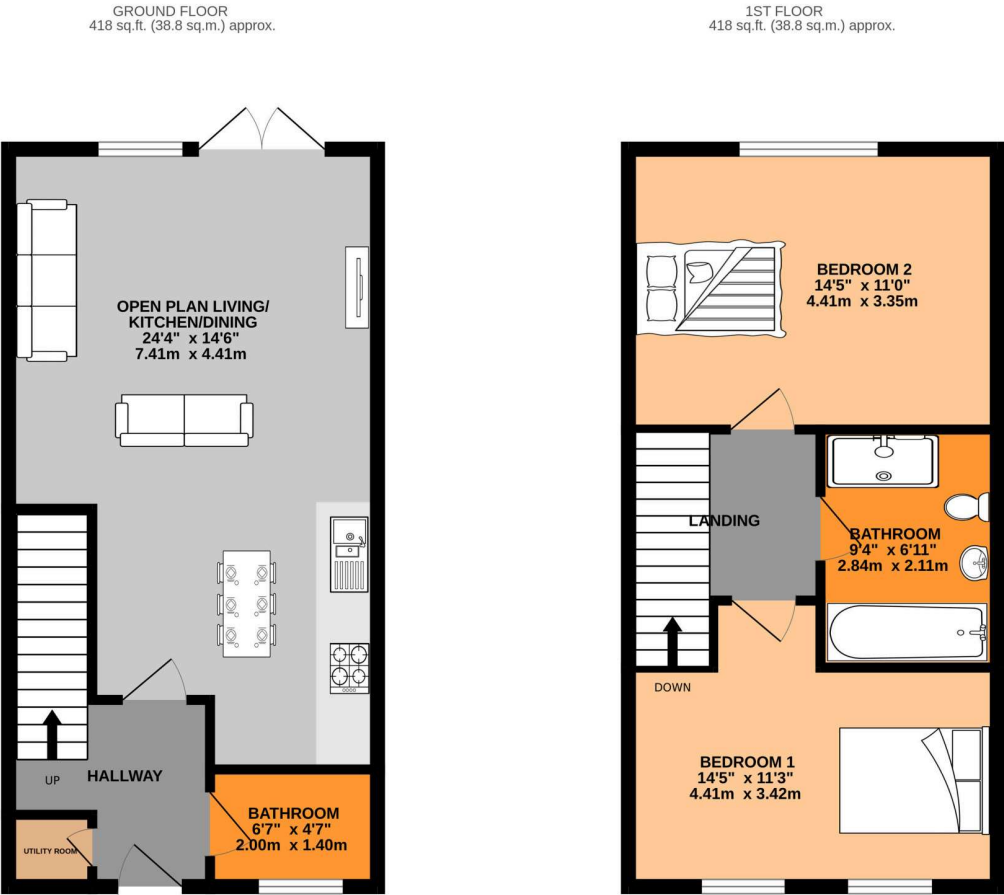 GROUND FLOOR
418 sq.ft. (38.8 sq.m.) approx.
OPEN PLAN LIVING/
KITCHEN/DINING
24'4" x 14'6"
7.41m x 4.41m
UP
HALLWAY
UTILITY ROOM
BATHROOM
6'7" x 4'7"
2.00m x 1.40m
1ST FLOOR
418 sq.ft. (38.8 sq.m.) approx.
BEDROOM 2
14'5" x 11'0"
4.41m x 3.35m
LANDING
BATHROOM
9'4" x 6'11"
2.84m x 2.11m
DOWN
BEDROOM 1
14'5" x 11'3"
4.41m x 3.42m